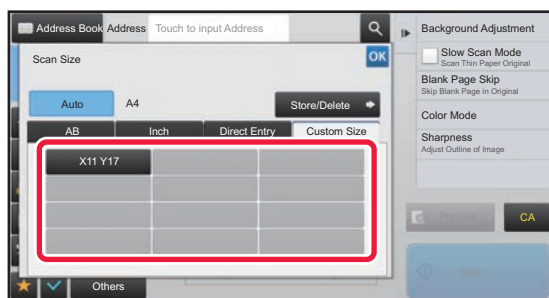 Address Book
Address
Touch to input Address
Background Adjustment
Scan Size
OK
Slow Scan Mode
Scan Thin Paper Original
Blank Page Skip
Skip Blank Page in Original
Auto
A4
Store/Delete
Color Mode
AB
Inch
Direct Entry
Custom Size
Sharpness
Adjust Outline of Image
X11 Y17
Preview
CA
Start
Others